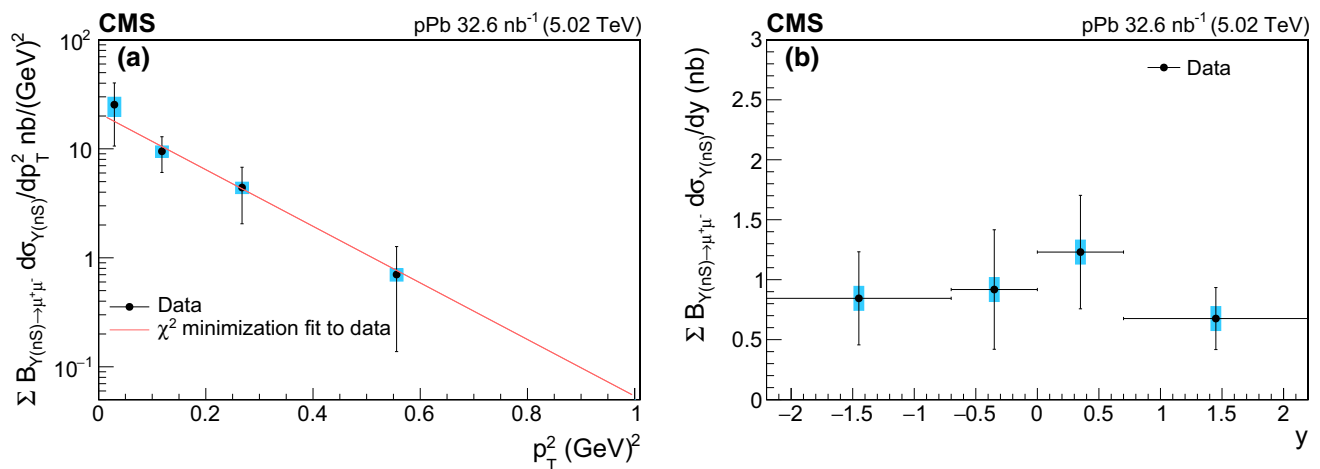 CMS
pPb 32.6 nb⁻¹ (5.02 TeV)
(a)
Σ B_{Υ(nS)→μ⁺μ⁻} dσ_{Υ(nS)}/dp_T² nb/(GeV)²
10²
10
1
10⁻¹
Data
χ² minimization fit to data
0 0.2 0.4 0.6 0.8 1
p_T² (GeV)²
CMS
pPb 32.6 nb⁻¹ (5.02 TeV)
(b)
Data
Σ B_{Υ(nS)→μ⁺μ⁻} dσ_{Υ(nS)}/dy (nb)
3
2.5
2
1.5
1
0.5
0
−2 −1.5 −1 −0.5 0 0.5 1 1.5 2
y